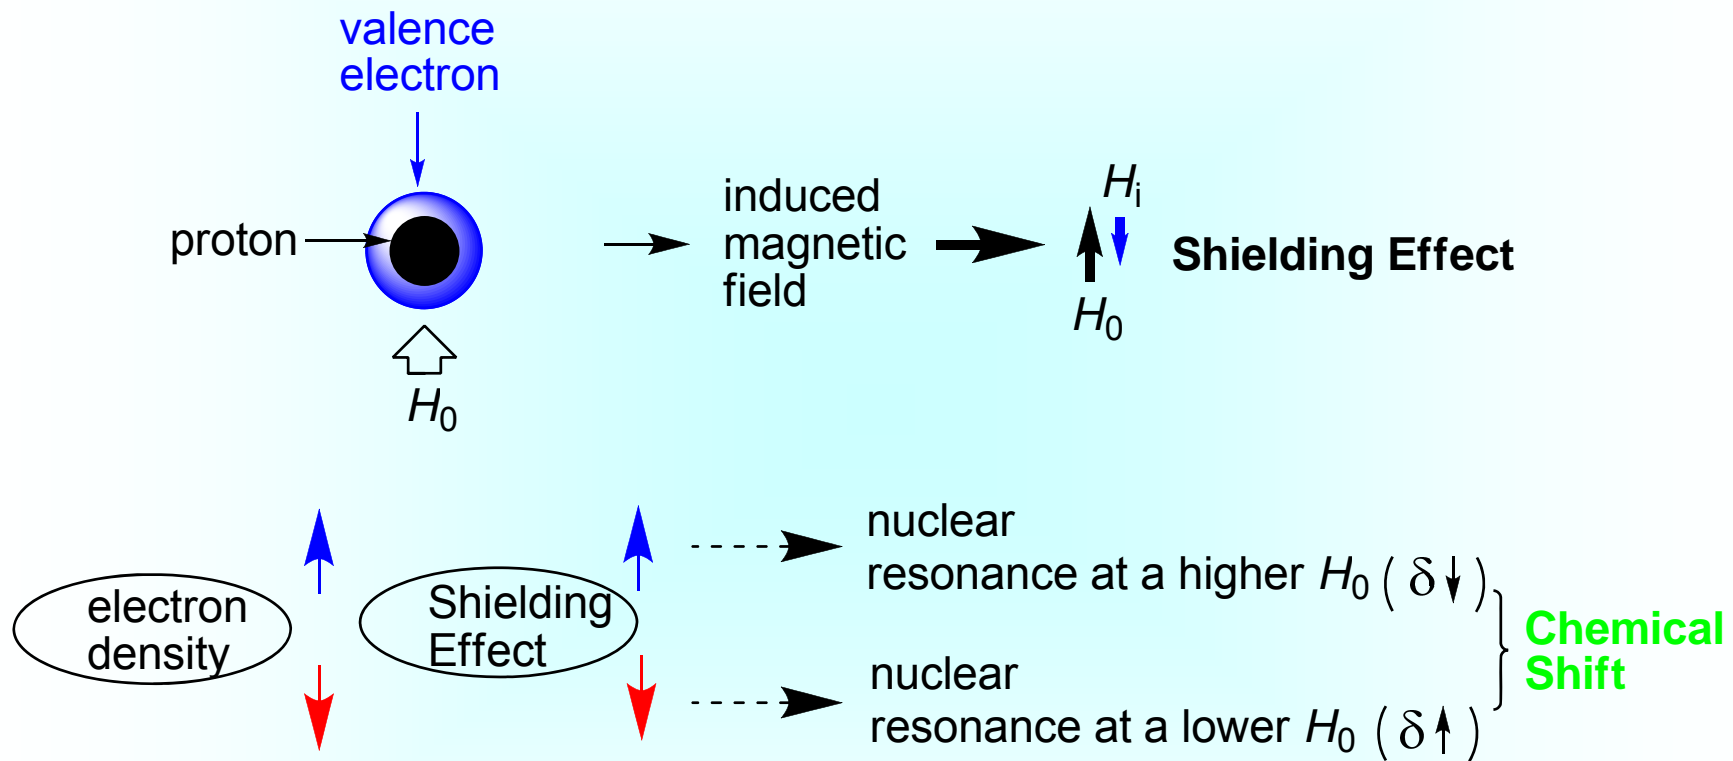 valence
electron
proton
H0
induced
magnetic
field
Hi
H0
Shielding Effect
electron
density
Shielding
Effect
nuclear
resonance at a higher H0 ( δ↓ )
nuclear
resonance at a lower H0 ( δ↑ )
Chemical
Shift